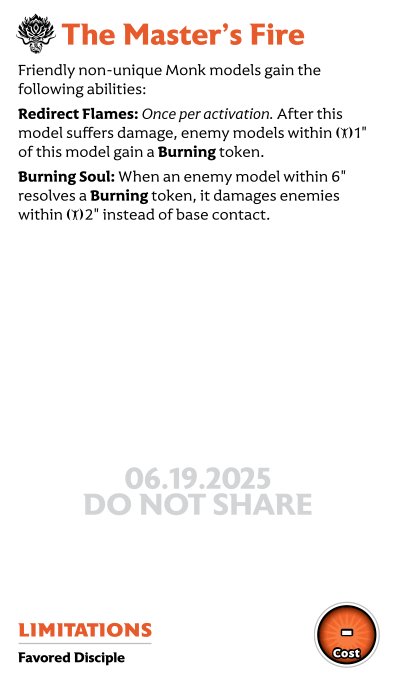 The Master's Fire
Friendly non-unique Monk models gain the
following abilities:
Redirect Flames: Once per activation. After this
model suffers damage, enemy models within 1"
of this model gain a Burning token.
Burning Soul: When an enemy model within 6"
resolves a Burning token, it damages enemies
within 2" instead of base contact.
06.19.2025
DO NOT SHARE
LIMITATIONS
Favored Disciple
-
Cost